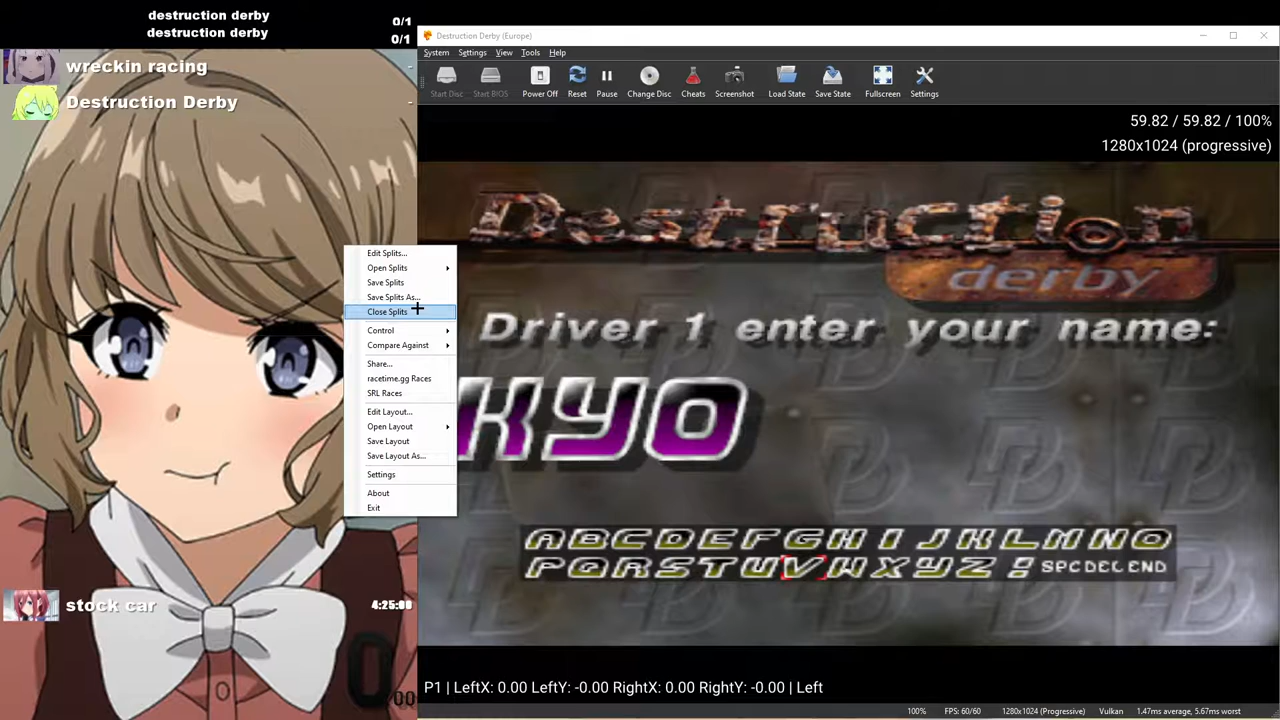 destruction derby
0/1
destruction derby
0/1
wreckin racing
-
Destruction Derby
-
stock car
4:25:00
Edit Splits...
Open Splits
Save Splits
Save Splits As...
Close Splits
Control
Compare Against
Share...
racetime.gg Races
SRL Races
Edit Layout...
Open Layout
Save Layout
Save Layout As...
Settings
About
Exit
Destruction Derby (Europe)
System Settings View Tools Help
Start Disc Start BIOS Power Off Reset Pause Change Disc Cheats Screenshot Load State Save State Fullscreen Settings
59.82 / 59.82 / 100%
1280x1024 (progressive)
Destruction
derby
Driver 1 enter your name:
KYO
ABCDEFGHIJKLMNO
PQRSTUVWXYZ : SPC DEL END
P1 | LeftX: 0.00 LeftY: -0.00 RightX: 0.00 RightY: -0.00 | Left
100% FPS: 60/60 1280x1024 (Progressive) Vulkan 1.47ms average, 5.67ms worst